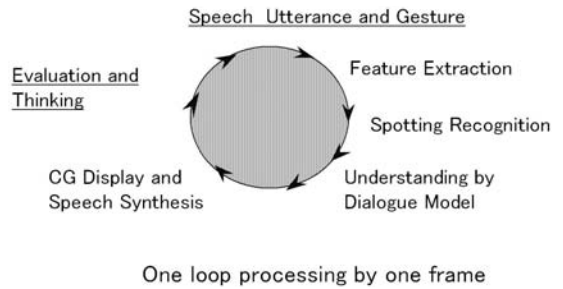 Speech Utterance and Gesture
Feature Extraction
Spotting Recognition
Understanding by
Dialogue Model
CG Display and
Speech Synthesis
Evaluation and
Thinking
One loop processing by one frame